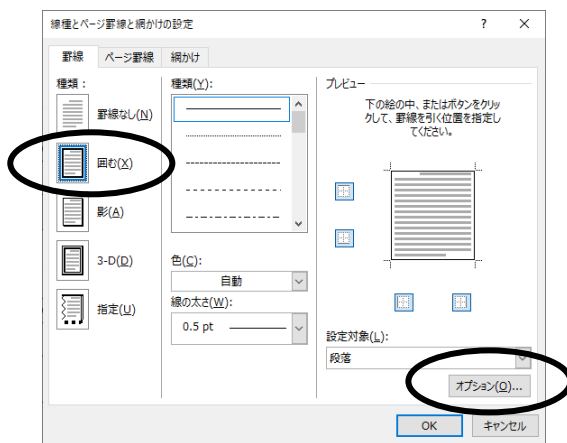 線種とページ罫線と網かけの設定
? ×
罫線 ページ罫線 網かけ
種類：
罫線なし(N)
囲む(X)
影(A)
3-D(D)
指定(U)
種類(Y):
色(C):
自動
線の太さ(W):
0.5 pt
プレビュー
下の絵の中、またはボタンをクリッ
クして、罫線を引く位置を指定し
てください。
設定対象(L):
段落
オプション(O)...
OK キャンセル